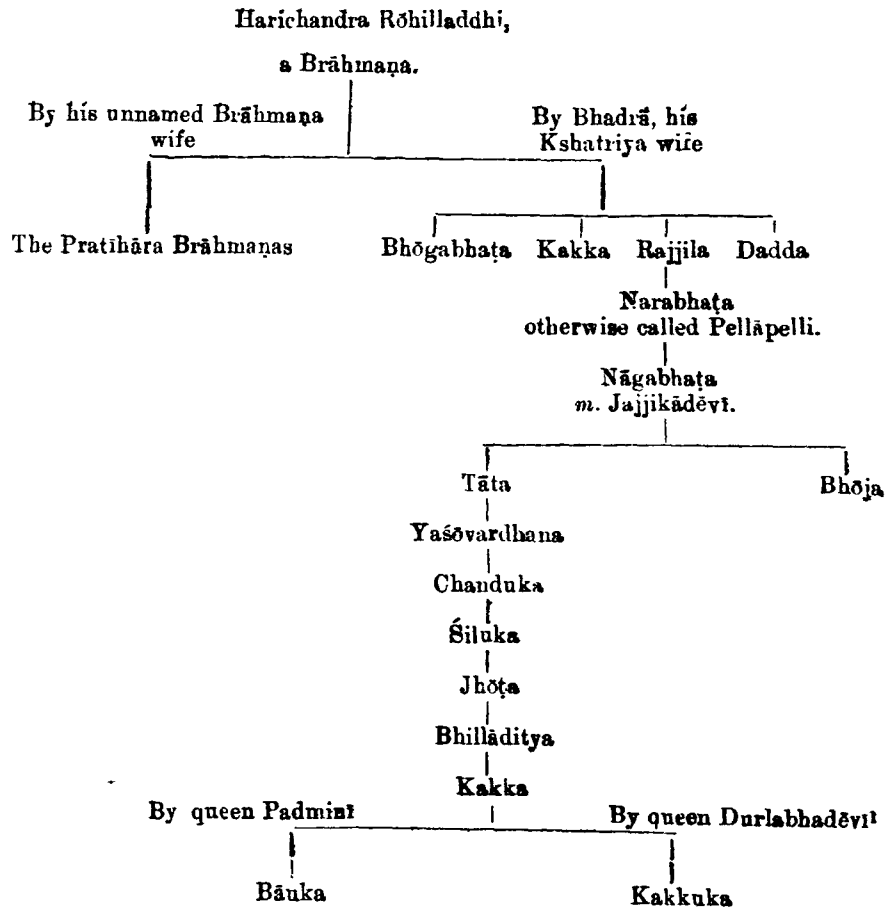 Harichandra Rōhilladdhi,
a Brāhmaṇa.
By his unnamed Brāhmaṇa
wife
By Bhadrā, his
Kshatriya wife
The Pratīhāra Brāhmaṇas
Bhōgabhaṭa Kakka Rajjila Dadda
Narabhaṭa
otherwise called Pellāpelli.
Nāgabhaṭa
m. Jajjikādēvī.
Tāta
Bhōja
Yaśōvardhana
Chanduka
Śiluka
Jhōṭa
Bhillāditya
Kakka
By queen Padminī
By queen Durlabhadēvī
Bāuka
Kakkuka